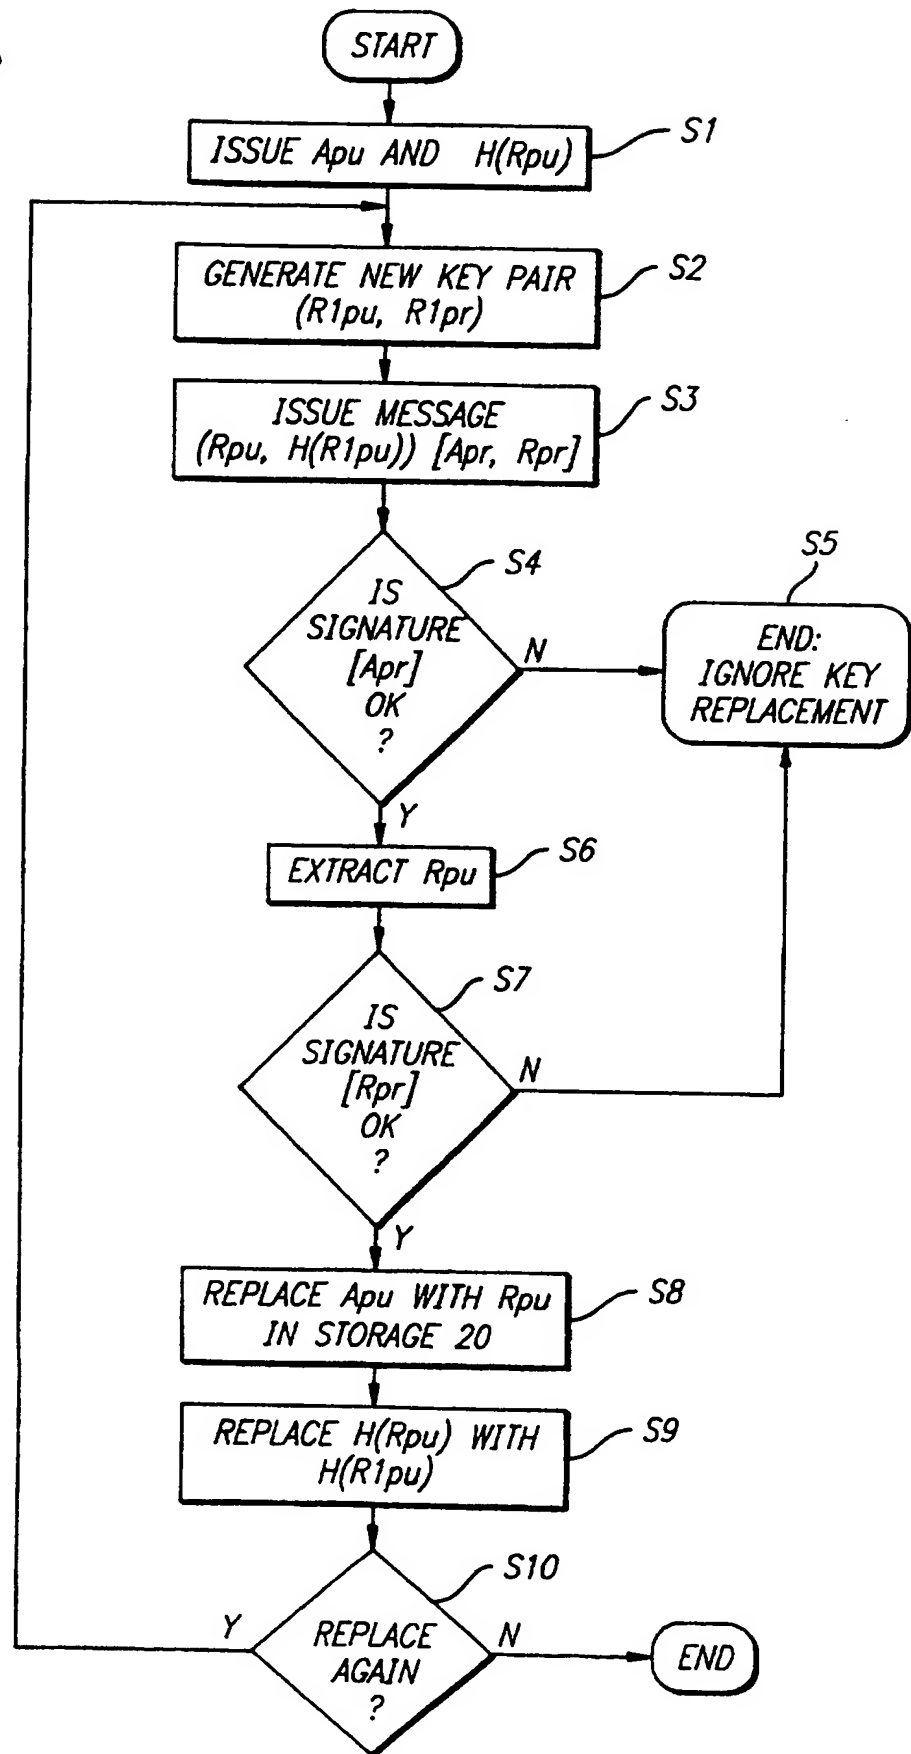 START
ISSUE Apu AND H(Rpu)
S1
GENERATE NEW KEY PAIR
(R1pu, R1pr)
S2
ISSUE MESSAGE
(Rpu, H(R1pu)) [Apr, Rpr]
S3
IS
SIGNATURE
[Apr]
OK
?
S4
N
Y
S5
END:
IGNORE KEY
REPLACEMENT
EXTRACT Rpu
S6
IS
SIGNATURE
[Rpr]
OK
?
S7
N
Y
REPLACE Apu WITH Rpu
IN STORAGE 20
S8
REPLACE H(Rpu) WITH
H(R1pu)
S9
REPLACE
AGAIN
?
S10
Y
N
END